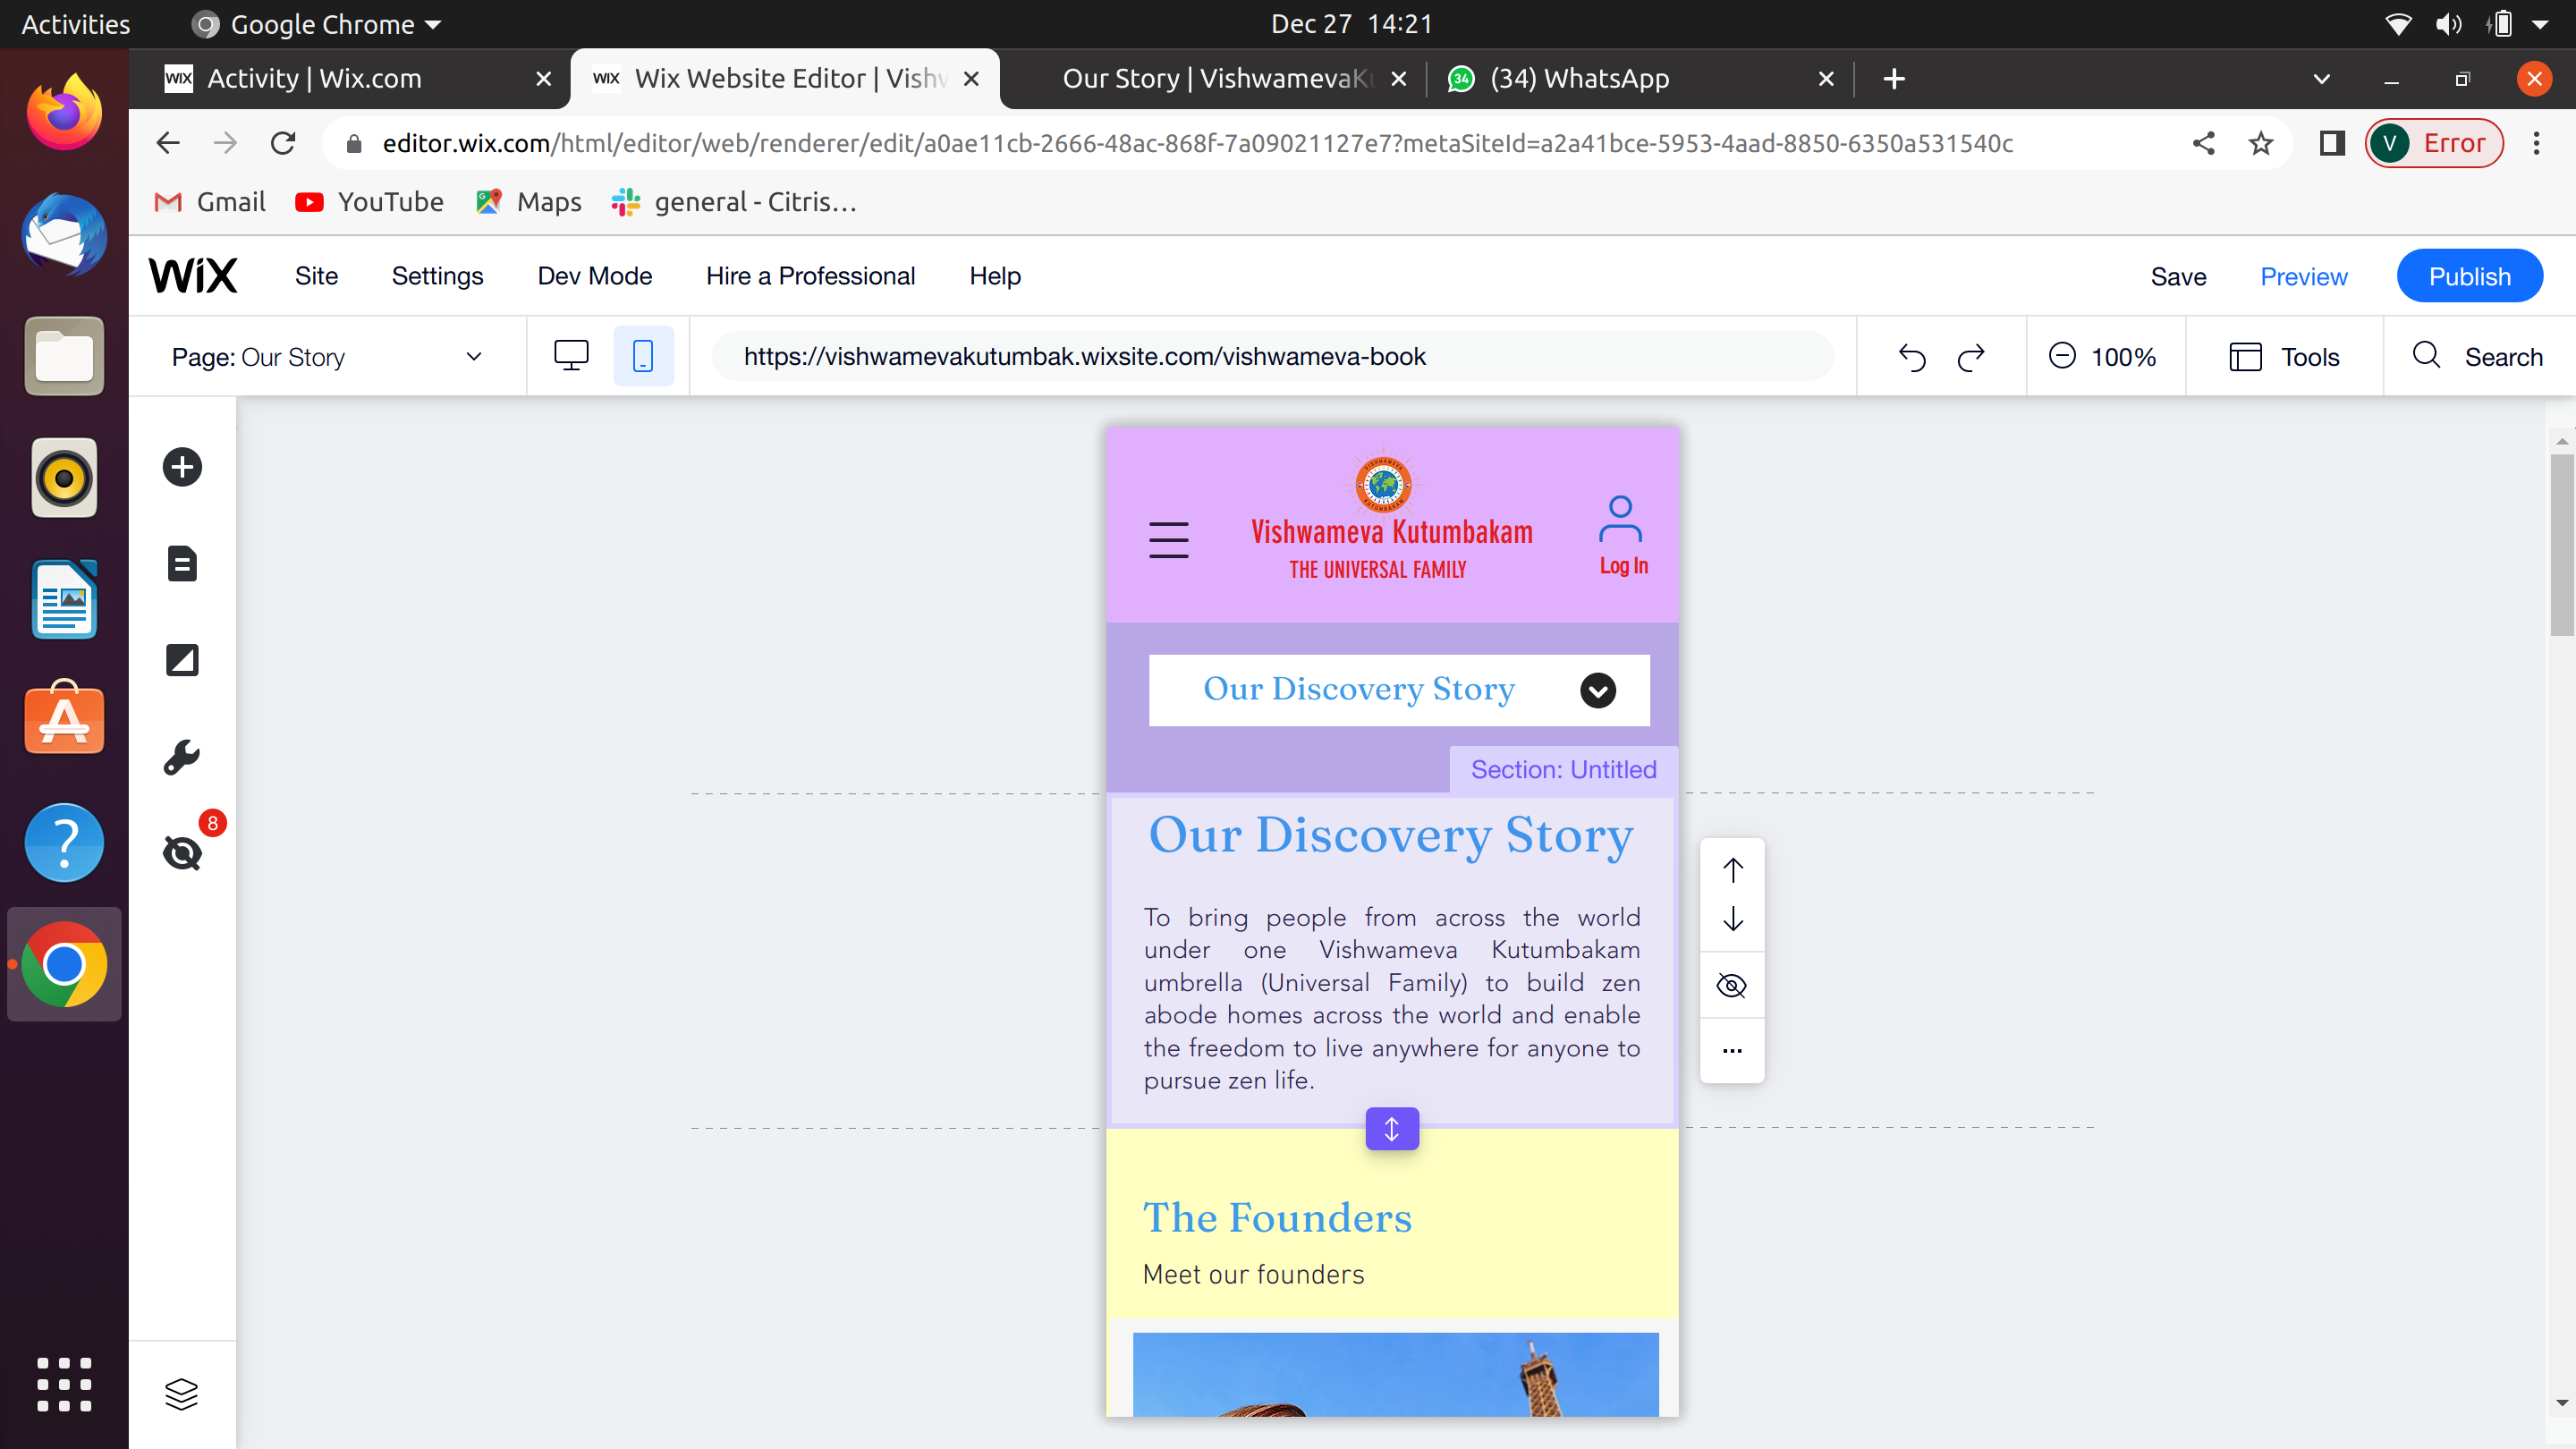 Activities
Google Chrome
Dec 27 14:21
WIX Activity | Wix.com
WIX Wix Website Editor | Vishw
Our Story | VishwamevaKu
34 (34) WhatsApp
editor.wix.com/html/editor/web/renderer/edit/a0ae11cb-2666-48ac-868f-7a09021127e7?metaSiteId=a2a41bce-5953-4aad-8850-6350a531540c
V Error
Gmail
YouTube
Maps
general - Citris…
WiX
Site
Settings
Dev Mode
Hire a Professional
Help
Save
Preview
Publish
Page: Our Story
https://vishwamevakutumbak.wixsite.com/vishwameva-book
100%
Tools
Search
Vishwameva Kutumbakam
THE UNIVERSAL FAMILY
Log In
Our Discovery Story
Section: Untitled
8
Our Discovery Story
To bring people from across the world
under one Vishwameva Kutumbakam
umbrella (Universal Family) to build zen
abode homes across the world and enable
the freedom to live anywhere for anyone to
pursue zen life.
The Founders
Meet our founders